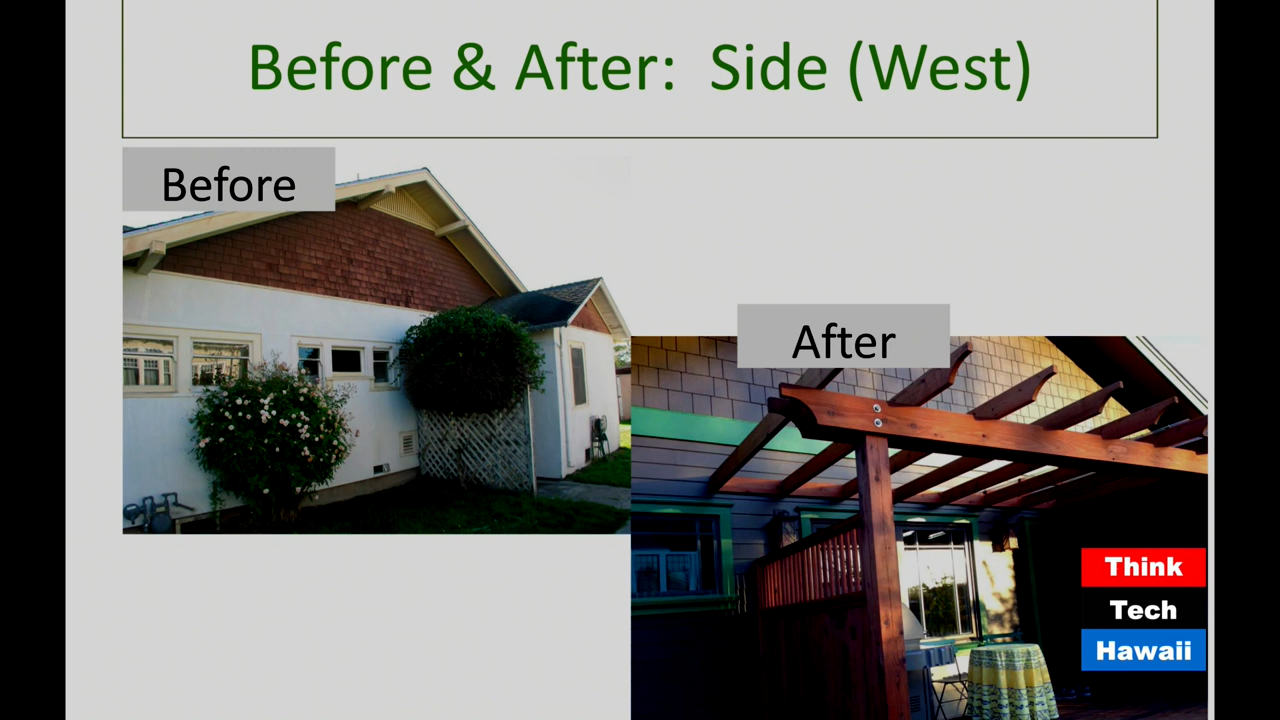 Before & After:  Side (West)
Before
After
Think
Tech
Hawaii